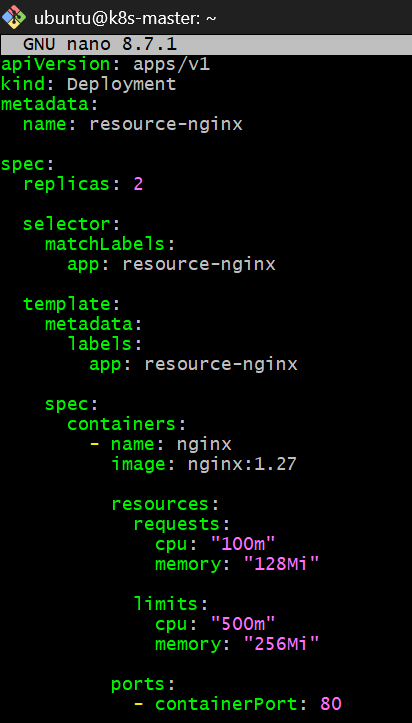 ubuntu@k8s-master: ~
GNU nano 8.7.1
apiVersion: apps/v1
kind: Deployment
metadata:
  name: resource-nginx

spec:
  replicas: 2

  selector:
    matchLabels:
      app: resource-nginx

  template:
    metadata:
      labels:
        app: resource-nginx

    spec:
      containers:
        - name: nginx
          image: nginx:1.27

          resources:
            requests:
              cpu: "100m"
              memory: "128Mi"

            limits:
              cpu: "500m"
              memory: "256Mi"

          ports:
            - containerPort: 80